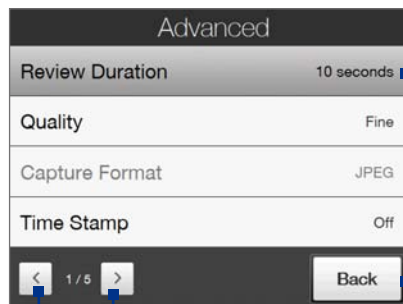 Advanced
Review Duration 10 seconds
Quality Fine
Capture Format JPEG
Time Stamp Off
< 1/5 > Back